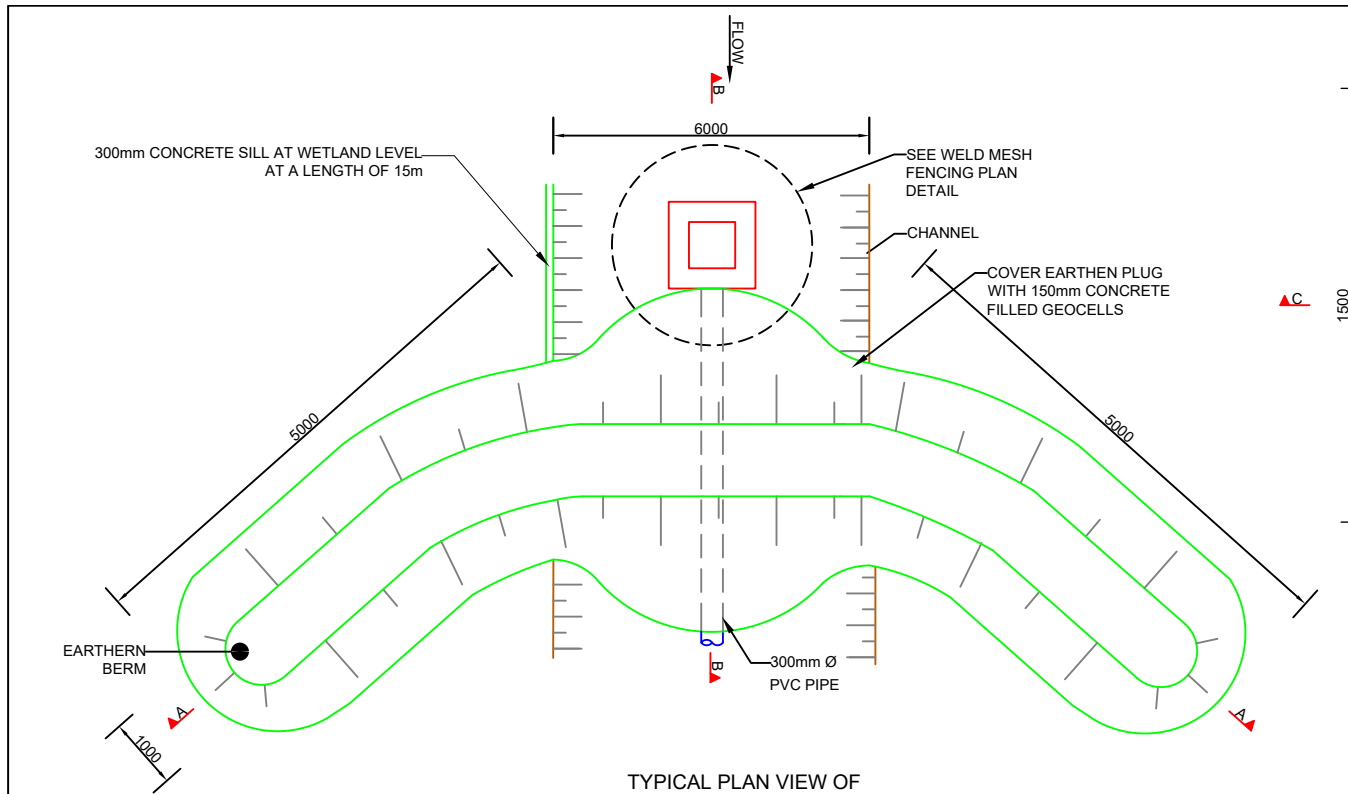 FLOW
B
6000
300mm CONCRETE SILL AT WETLAND LEVEL
AT A LENGTH OF 15m
SEE WELD MESH
FENCING PLAN
DETAIL
CHANNEL
COVER EARTHEN PLUG
WITH 150mm CONCRETE
FILLED GEOCELLS
C
1500
5000
5000
EARTHERN
BERM
B
300mm Ø
PVC PIPE
A
A
1000
TYPICAL PLAN VIEW OF